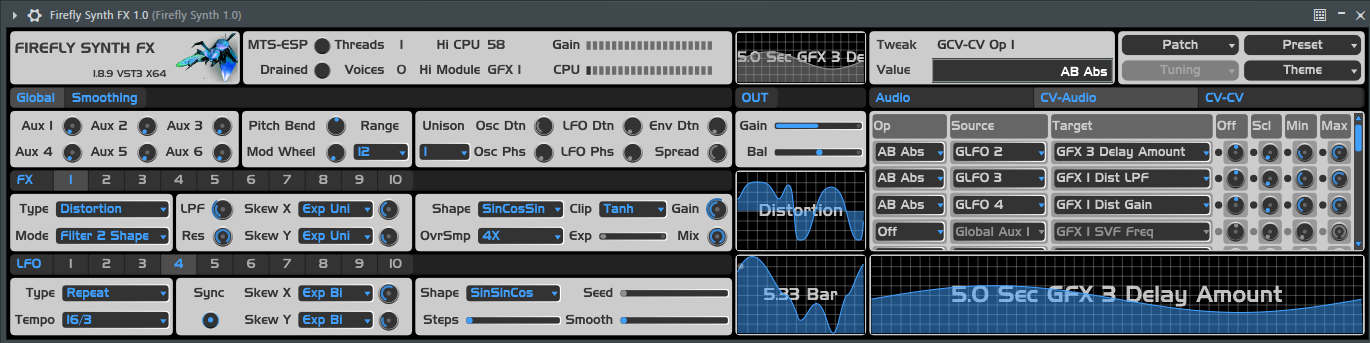 Firefly Synth FX 1.0 (Firefly Synth 1.0)
FIREFLY SYNTH FX
1.8.9 VST3 X64
MTS-ESP Threads 1 Hi CPU 58 Gain
Drained Voices 0 Hi Module GFX 1 CPU
5.0 Sec GFX 3 De
Tweak GCV-CV Op 1
Value AB Abs
Patch Preset
Tuning Theme
Global Smoothing
OUT
Audio CV-Audio CV-CV
Aux 1 Aux 2 Aux 3
Aux 4 Aux 5 Aux 6
Pitch Bend Range
Mod Wheel 12
Unison Osc Dtn LFO Dtn Env Dtn
1 Osc Phs LFO Phs Spread
Gain
Bal
Op Source Target Off Scl Min Max
AB Abs GLFO 2 GFX 3 Delay Amount
AB Abs GLFO 3 GFX 1 Dist LPF
AB Abs GLFO 4 GFX 1 Dist Gain
Off Global Aux 1 GFX 1 SVF Freq
FX 1 2 3 4 5 6 7 8 9 10
Type Distortion
Mode Filter 2 Shape
LPF Skew X Exp Uni
Res Skew Y Exp Uni
Shape SinCosSin Clip Tanh Gain
OvrSmp 4X Exp Mix
Distortion
LFO 1 2 3 4 5 6 7 8 9 10
Type Repeat
Tempo 16/3
Sync Skew X Exp Bi
Skew Y Exp Bi
Shape SinSinCos Seed
Steps Smooth
5.33 Bar
5.0 Sec GFX 3 Delay Amount